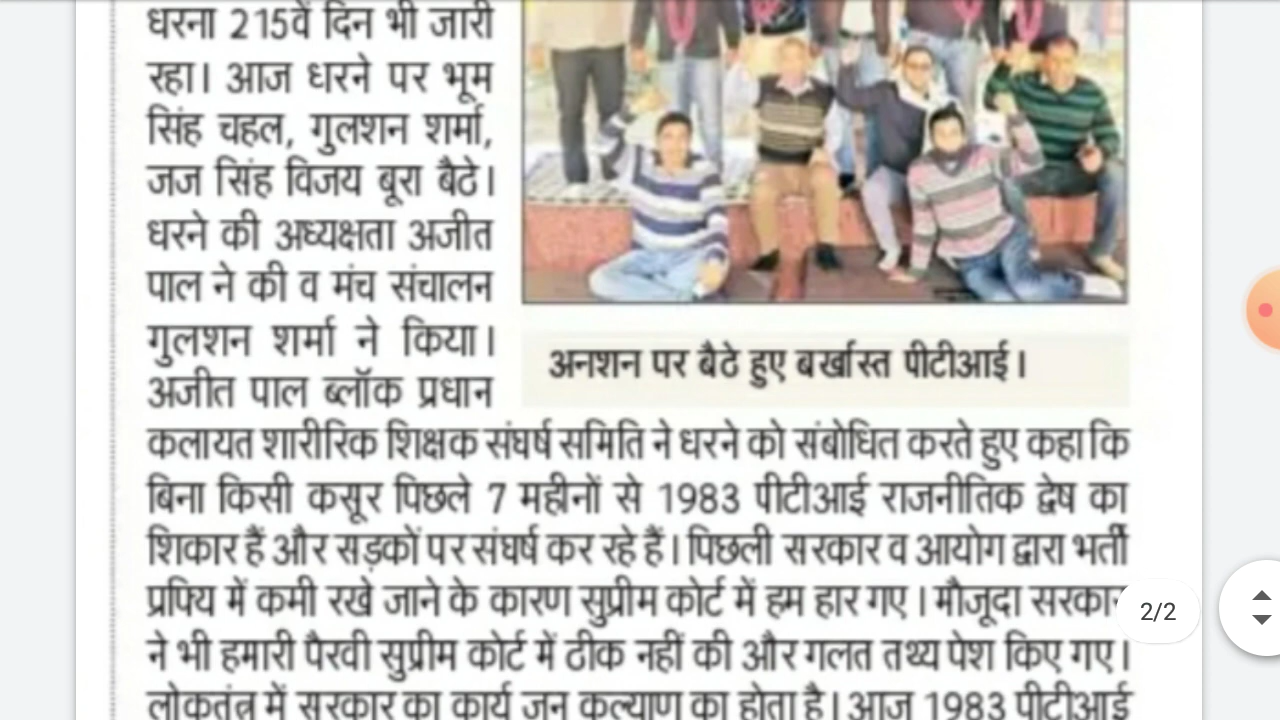 धरना 215वें दिन भी जारी
रहा। आज धरने पर भूम
सिंह चहल, गुलशन शर्मा,
जज सिंह विजय बूरा बैठे।
धरने की अध्यक्षता अजीत
पाल ने की व मंच संचालन
गुलशन शर्मा ने किया।
अजीत पाल ब्लॉक प्रधान
अनशन पर बैठे हुए बर्खास्त पीटीआई।
कलायत शारीरिक शिक्षक संघर्ष समिति ने धरने को संबोधित करते हुए कहा कि
बिना किसी कसूर पिछले 7 महीनों से 1983 पीटीआई राजनीतिक द्वेष का
शिकार हैं और सड़कों पर संघर्ष कर रहे हैं। पिछली सरकार व आयोग द्वारा भर्ती
प्रफ्यि में कमी रखे जाने के कारण सुप्रीम कोर्ट में हम हार गए। मौजूदा सरकार
ने भी हमारी पैरवी सुप्रीम कोर्ट में ठीक नहीं की और गलत तथ्य पेश किए गए।
लोकतंत्र में सरकार का कार्य जन कल्याण का होता है। आज 1983 पीटीआई
2/2